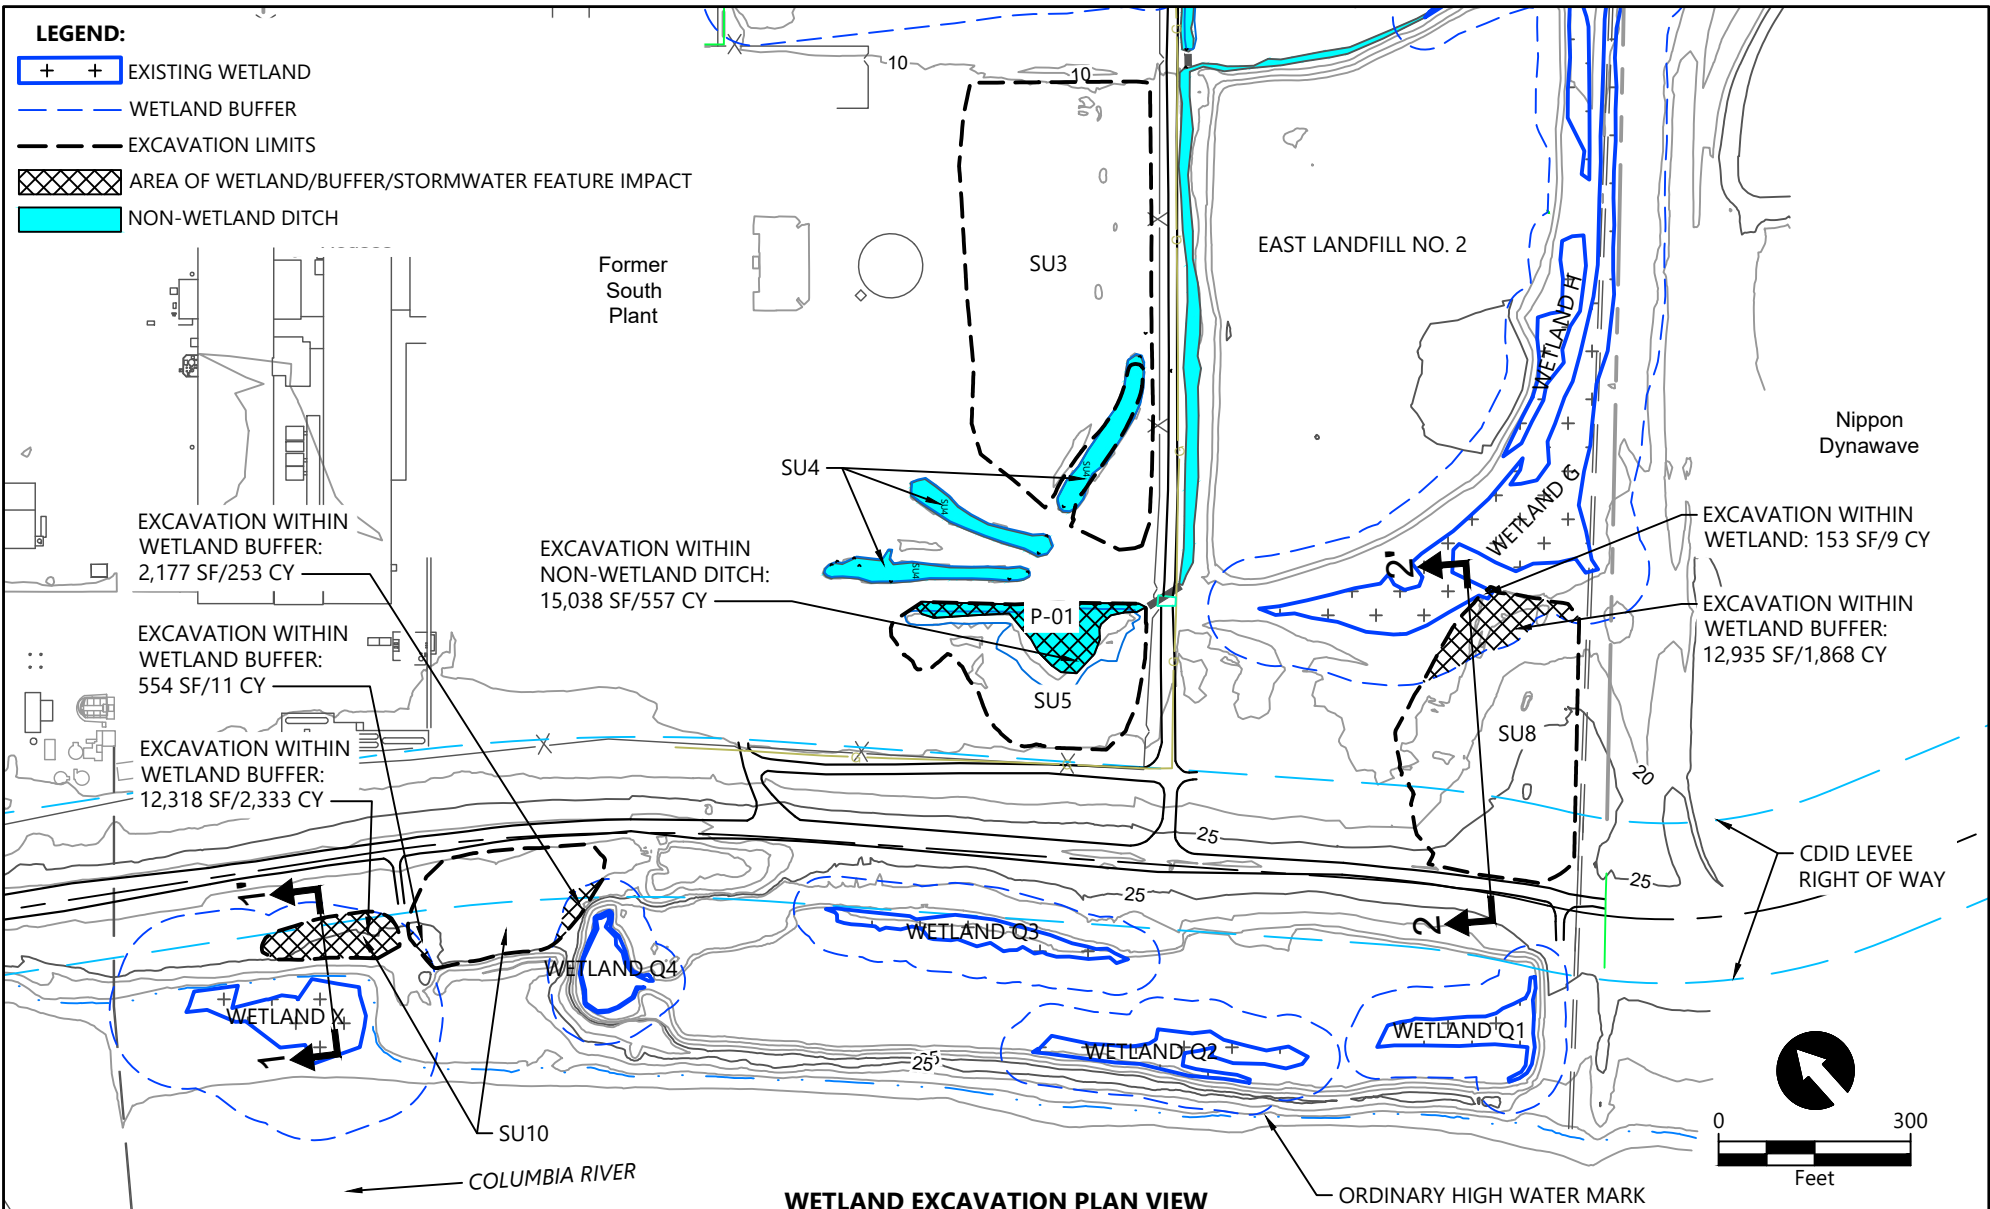 LEGEND:
EXISTING WETLAND
WETLAND BUFFER
EXCAVATION LIMITS
AREA OF WETLAND/BUFFER/STORMWATER FEATURE IMPACT
NON-WETLAND DITCH
10
10
Former
South
Plant
SU3
EAST LANDFILL NO. 2
WETLAND H
Nippon
Dynawave
SU4
SU4
SU4
SU4
WETLAND G
EXCAVATION WITHIN
WETLAND BUFFER:
2,177 SF/253 CY
EXCAVATION WITHIN
NON-WETLAND DITCH:
15,038 SF/557 CY
EXCAVATION WITHIN
WETLAND: 153 SF/9 CY
2'
P-01
EXCAVATION WITHIN
WETLAND BUFFER:
12,935 SF/1,868 CY
EXCAVATION WITHIN
WETLAND BUFFER:
554 SF/11 CY
SU5
SU8
20
EXCAVATION WITHIN
WETLAND BUFFER:
12,318 SF/2,333 CY
25
CDID LEVEE
RIGHT OF WAY
25
25
1'
2
WETLAND Q3
WETLAND Q4
WETLAND X
WETLAND Q1
WETLAND Q2
1
25
SU10
0
300
Feet
COLUMBIA RIVER
ORDINARY HIGH WATER MARK
WETLAND EXCAVATION PLAN VIEW